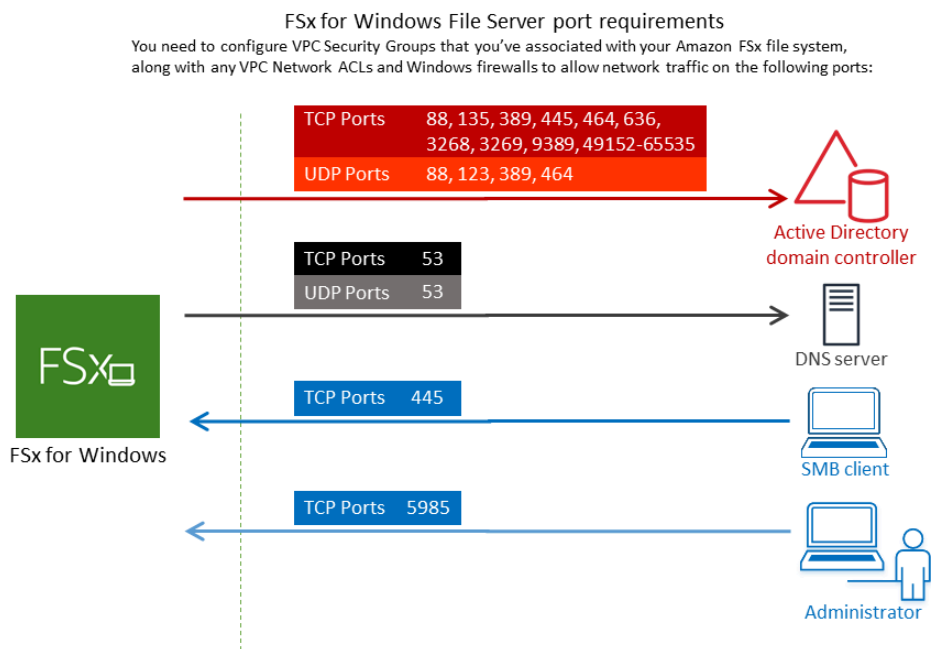 FSx for Windows File Server port requirements
You need to configure VPC Security Groups that you've associated with your Amazon FSx file system,
along with any VPC Network ACLs and Windows firewalls to allow network traffic on the following ports:
TCP Ports 88, 135, 389, 445, 464, 636,
3268, 3269, 9389, 49152-65535
UDP Ports 88, 123, 389, 464
Active Directory
domain controller
TCP Ports 53
UDP Ports 53
DNS server
FSx
FSx for Windows
TCP Ports 445
SMB client
TCP Ports 5985
Administrator